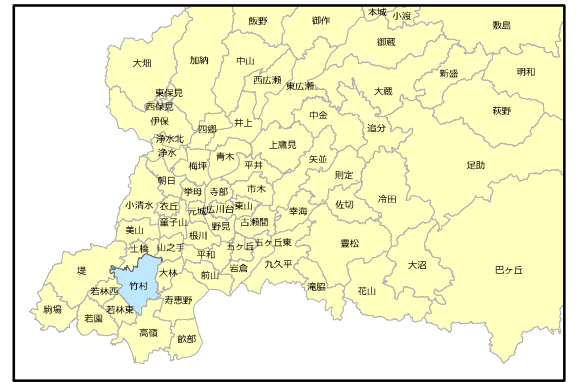 本城
小渡
飯野
御作
敷島
御蔵
大畑
加納
中山
新盛
明和
西広瀬
東広瀬
大蔵
東保見
西保見
萩野
伊保
四郷
井上
中金
追分
浄水北
浄水
上鷹見
青木
梅坪
平井
矢並
足助
朝日
則定
挙母
寺部
市木
小清水
衣丘
元城
広川台
東山
幸海
佐切
冷田
童子山
野見
古瀬間
美山
根川
土橋
山之手
平和
五ケ丘
五ケ丘東
豊松
堤
大林
前山
岩倉
九久平
大沼
巴ケ丘
若林西
竹村
滝脇
花山
駒場
若園
若林東
寿恵野
高嶺
畝部